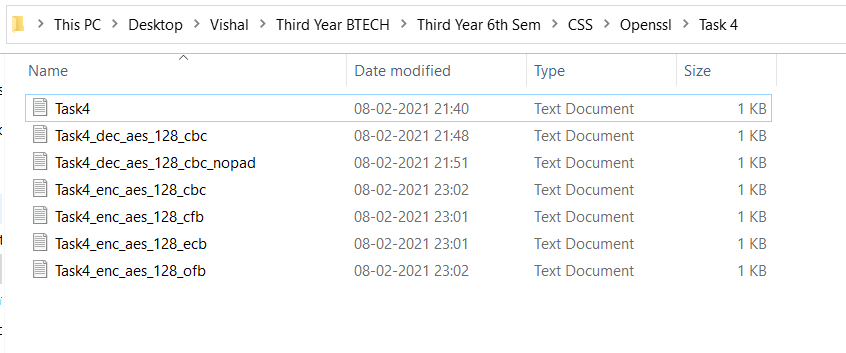 This PC > Desktop > Vishal > Third Year BTECH > Third Year 6th Sem > CSS > Openssl > Task 4
Name Date modified Type Size
Task4 08-02-2021 21:40 Text Document 1 KB
Task4_dec_aes_128_cbc 08-02-2021 21:48 Text Document 1 KB
Task4_dec_aes_128_cbc_nopad 08-02-2021 21:51 Text Document 1 KB
Task4_enc_aes_128_cbc 08-02-2021 23:02 Text Document 1 KB
Task4_enc_aes_128_cfb 08-02-2021 23:01 Text Document 1 KB
Task4_enc_aes_128_ecb 08-02-2021 23:01 Text Document 1 KB
Task4_enc_aes_128_ofb 08-02-2021 23:02 Text Document 1 KB